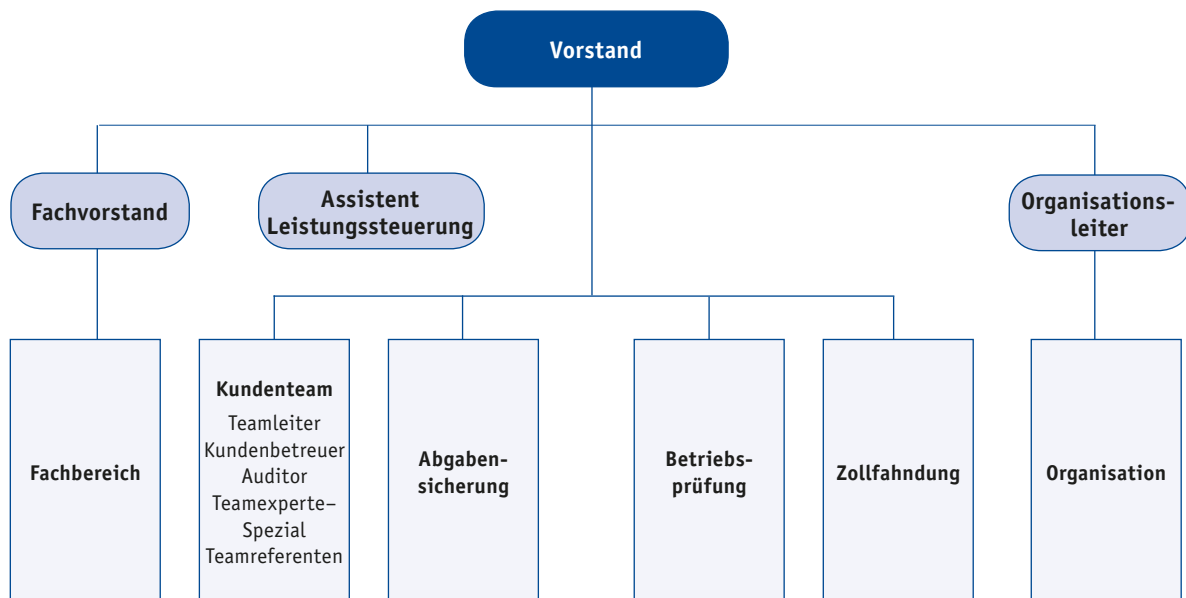 Vorstand
Fachvorstand
Assistent
Leistungssteuerung
Organisations-
leiter
Fachbereich
Kundenteam
Teamleiter
Kundenbetreuer
Auditor
Teamexperte–
Spezial
Teamreferenten
Abgaben-
sicherung
Betriebs-
prüfung
Zollfahndung
Organisation